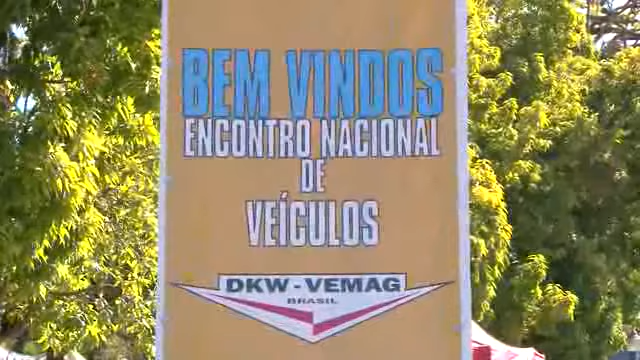 BEM VINDOS
ENCONTRO NACIONAL
DE
VEÍCULOS
DKW-VEMAG
BRASIL